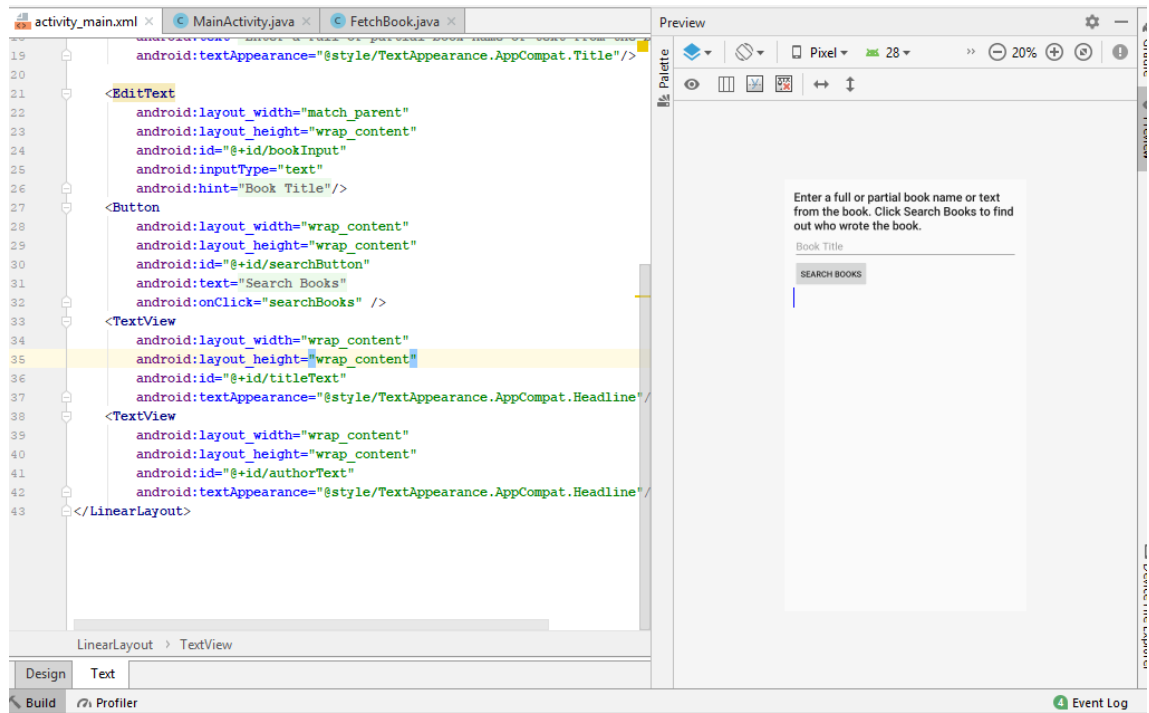 activity_main.xml × MainActivity.java × FetchBook.java ×
19 android:textAppearance="@style/TextAppearance.AppCompat.Title"/>
20
21 <EditText
22 android:layout_width="match_parent"
23 android:layout_height="wrap_content"
24 android:id="@+id/bookInput"
25 android:inputType="text"
26 android:hint="Book Title"/>
27 <Button
28 android:layout_width="wrap_content"
29 android:layout_height="wrap_content"
30 android:id="@+id/searchButton"
31 android:text="Search Books"
32 android:onClick="searchBooks" />
33 <TextView
34 android:layout_width="wrap_content"
35 android:layout_height="wrap_content"
36 android:id="@+id/titleText"
37 android:textAppearance="@style/TextAppearance.AppCompat.Headline"/
38 <TextView
39 android:layout_width="wrap_content"
40 android:layout_height="wrap_content"
41 android:id="@+id/authorText"
42 android:textAppearance="@style/TextAppearance.AppCompat.Headline"/
43 </LinearLayout>
LinearLayout > TextView
Design Text
Build Profiler
Palette
Preview
Pixel 28 » 20%
Enter a full or partial book name or text
from the book. Click Search Books to find
out who wrote the book.
Book Title
SEARCH BOOKS
4 Event Log